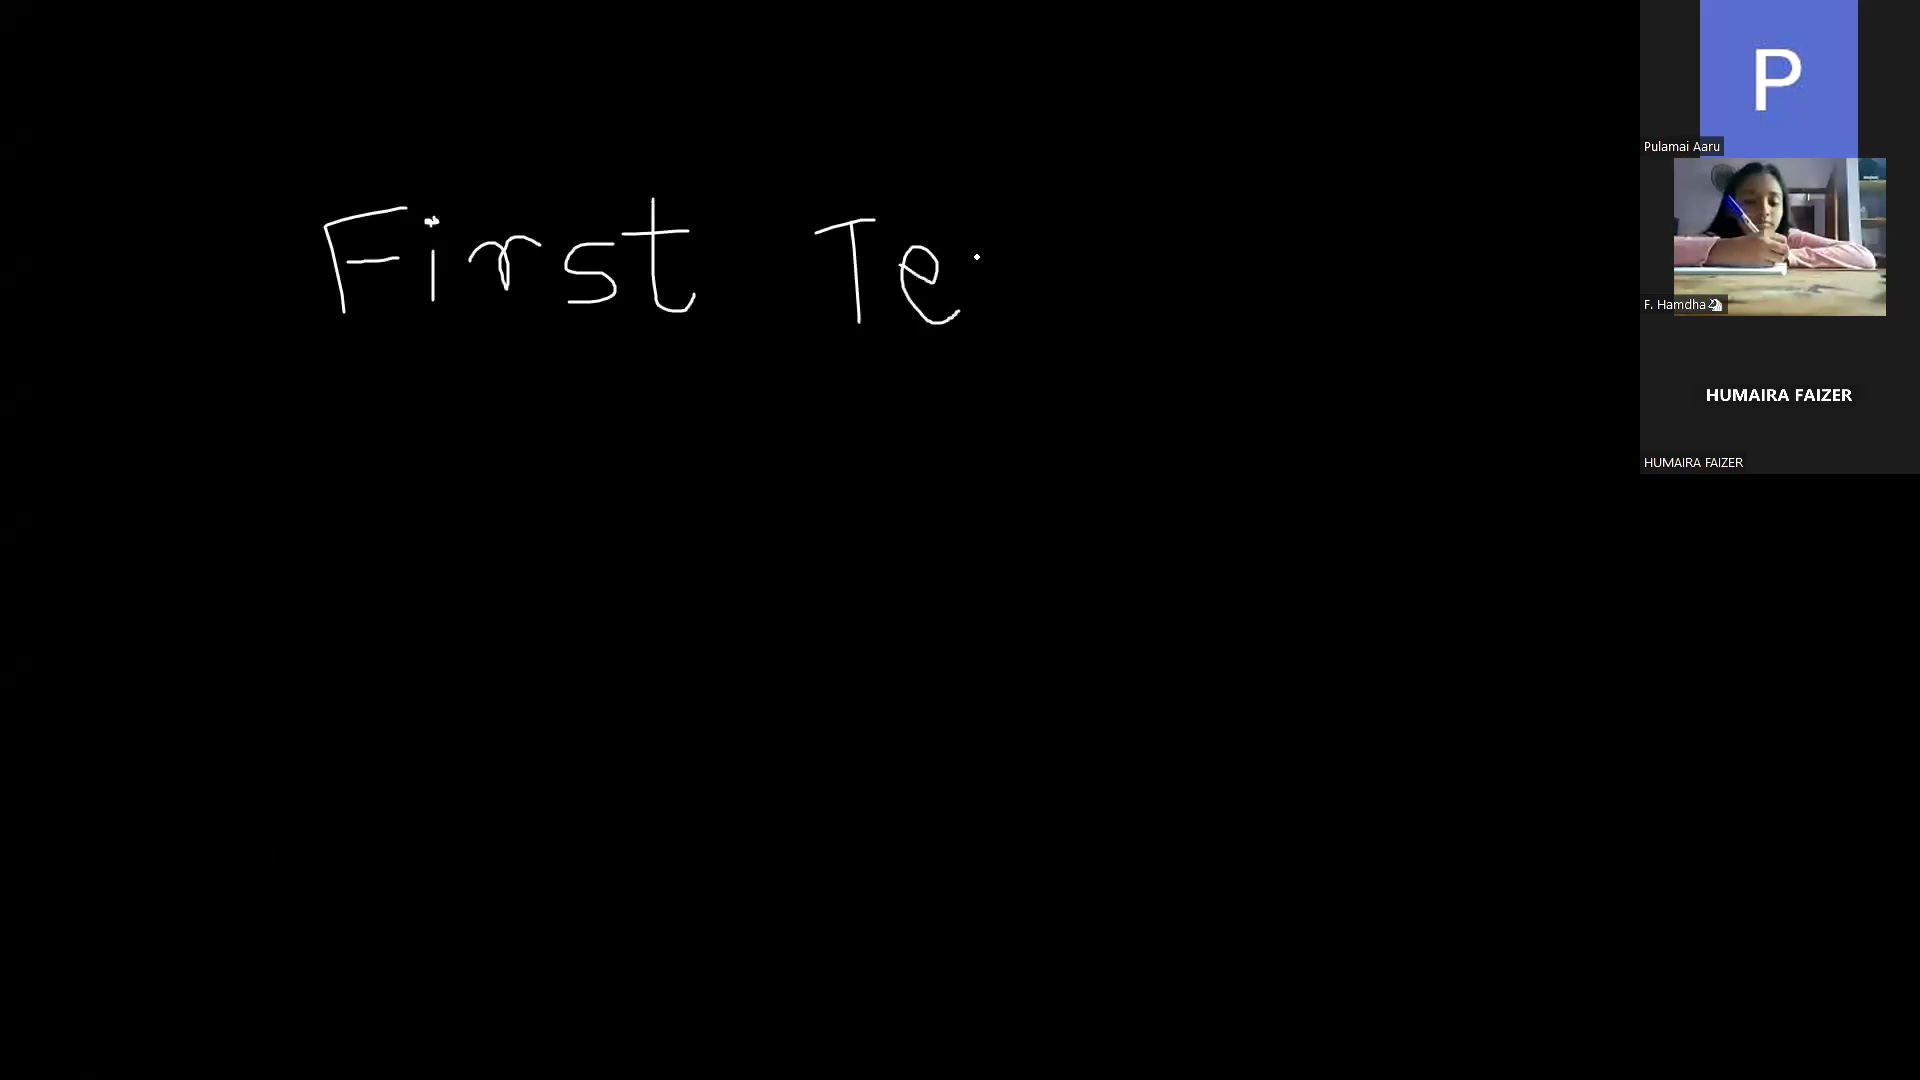 P
Pulamai Aaru
First Te
F. Hamdha
HUMAIRA FAIZER
HUMAIRA FAIZER